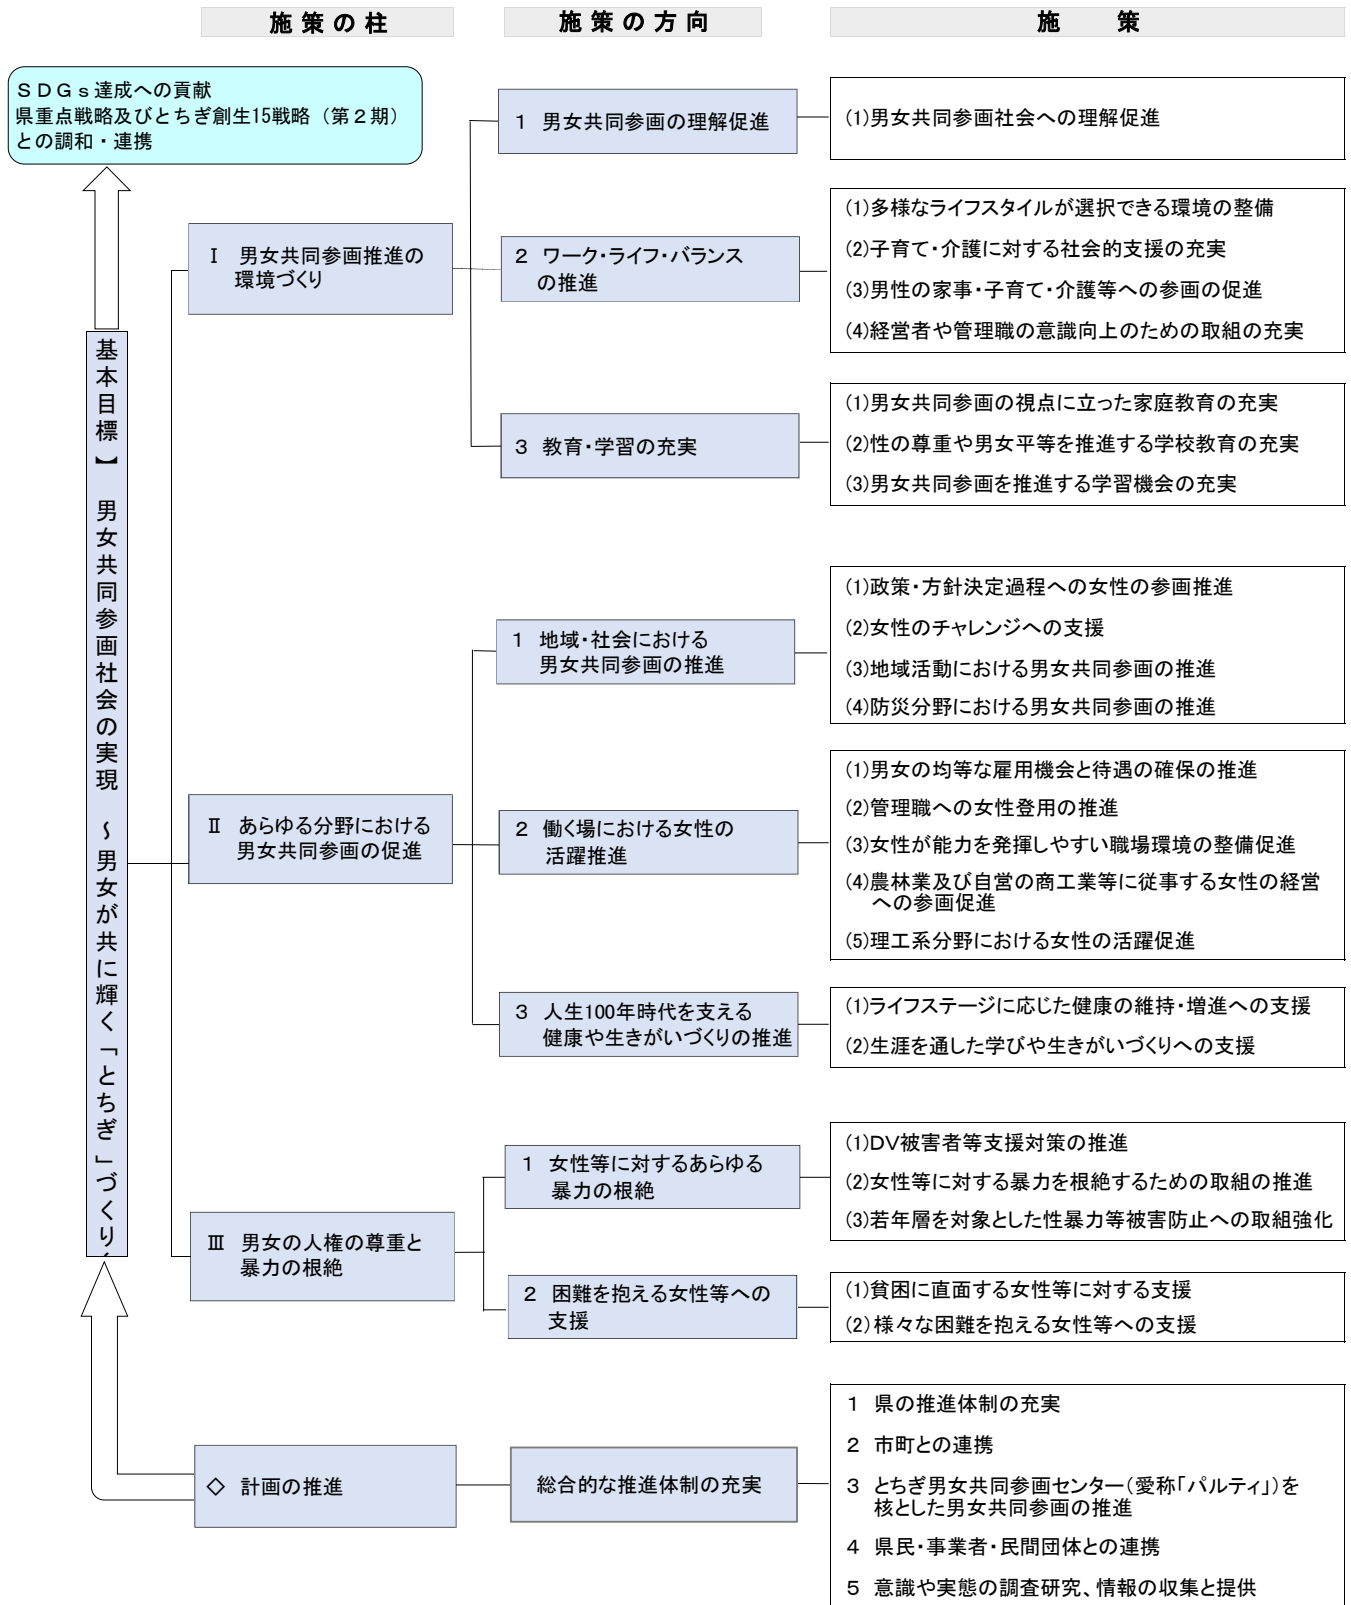 施策の柱
施策の方向
施　策
ＳＤＧｓ達成への貢献
県重点戦略及びとちぎ創生15戦略（第２期）
との調和・連携
基本目標】　男女共同参画社会の実現　～男女が共に輝く「とちぎ」づくり～
Ⅰ　男女共同参画推進の
環境づくり
１　男女共同参画の理解促進
(1)男女共同参画社会への理解促進
２　ワーク・ライフ・バランス
の推進
(1)多様なライフスタイルが選択できる環境の整備
(2)子育て・介護に対する社会的支援の充実
(3)男性の家事・子育て・介護等への参画の促進
(4)経営者や管理職の意識向上のための取組の充実
３　教育・学習の充実
(1)男女共同参画の視点に立った家庭教育の充実
(2)性の尊重や男女平等を推進する学校教育の充実
(3)男女共同参画を推進する学習機会の充実
Ⅱ　あらゆる分野における
男女共同参画の促進
１　地域・社会における
男女共同参画の推進
(1)政策・方針決定過程への女性の参画推進
(2)女性のチャレンジへの支援
(3)地域活動における男女共同参画の推進
(4)防災分野における男女共同参画の推進
２　働く場における女性の
活躍推進
(1)男女の均等な雇用機会と待遇の確保の推進
(2)管理職への女性登用の推進
(3)女性が能力を発揮しやすい職場環境の整備促進
(4)農林業及び自営の商工業等に従事する女性の経営
への参画促進
(5)理工系分野における女性の活躍促進
３　人生100年時代を支える
健康や生きがいづくりの推進
(1)ライフステージに応じた健康の維持・増進への支援
(2)生涯を通した学びや生きがいづくりへの支援
Ⅲ　男女の人権の尊重と
暴力の根絶
１　女性等に対するあらゆる
暴力の根絶
(1)ＤＶ被害者等支援対策の推進
(2)女性等に対する暴力を根絶するための取組の推進
(3)若年層を対象とした性暴力等被害防止への取組強化
２　困難を抱える女性等への
支援
(1)貧困に直面する女性等に対する支援
(2)様々な困難を抱える女性等への支援
◇　計画の推進
総合的な推進体制の充実
１　県の推進体制の充実
２　市町との連携
３　とちぎ男女共同参画センター（愛称「パルティ」）を
核とした男女共同参画の推進
４　県民・事業者・民間団体との連携
５　意識や実態の調査研究、情報の収集と提供